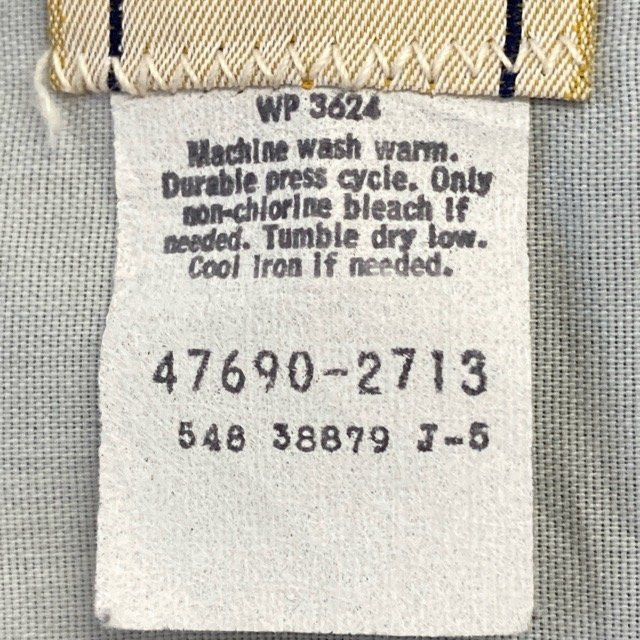 WP 3624
Machine wash warm.
Durable press cycle. Only
non-chlorine bleach if
needed. Tumble dry low.
Cool iron if needed.
47690-2713
548 38879 J-5